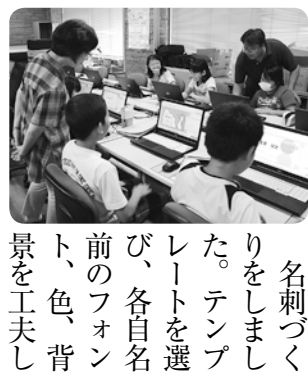 名刺づく
りをしまし
た。テンプ
レートを選
び、各自名
前のフォン
ト、色、背
景を工夫し